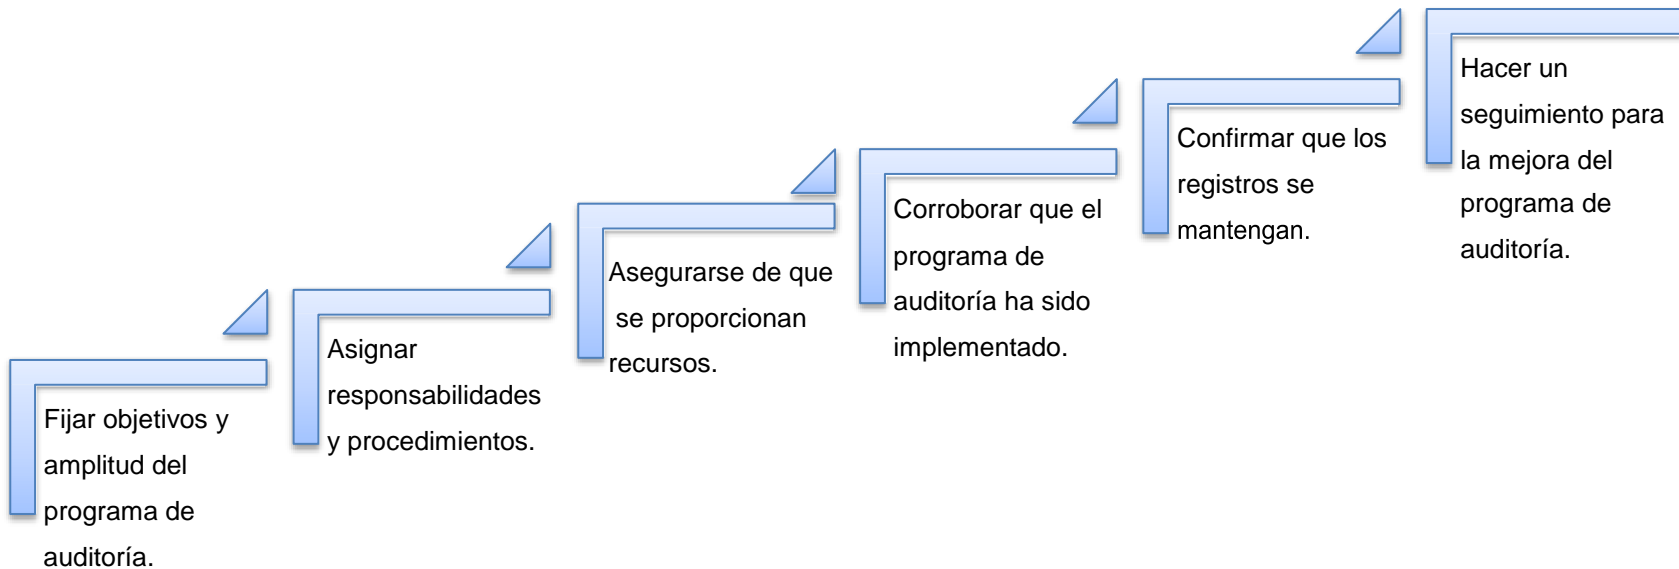 Fijar objetivos y
amplitud del
programa de
auditoría.
Asignar
responsabilidades
y procedimientos.
Asegurarse de que
se proporcionan
recursos.
Corroborar que el
programa de
auditoría ha sido
implementado.
Confirmar que los
registros se
mantengan.
Hacer un
seguimiento para
la mejora del
programa de
auditoría.